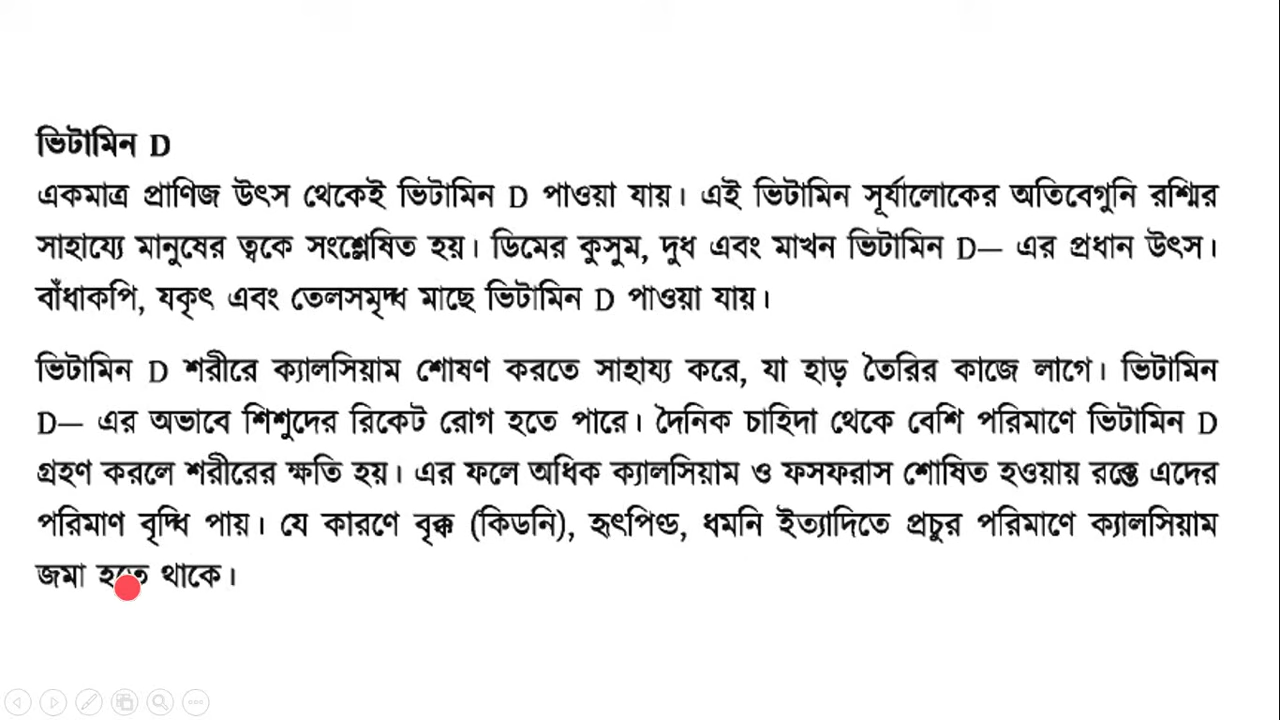 ভিটামিন D
একমাত্র প্রাণিজ উৎস থেকেই ভিটামিন D পাওয়া যায়। এই ভিটামিন সূর্যালোকের অতিবেগুনি রশ্মির
সাহায্যে মানুষের ত্বকে সংশ্লেষিত হয়। ডিমের কুসুম, দুধ এবং মাখন ভিটামিন D— এর প্রধান উৎস।
বাঁধাকপি, যকৃৎ এবং তেলসমৃদ্ধ মাছে ভিটামিন D পাওয়া যায়।
ভিটামিন D শরীরে ক্যালসিয়াম শোষণ করতে সাহায্য করে, যা হাড় তৈরির কাজে লাগে। ভিটামিন
D— এর অভাবে শিশুদের রিকেট রোগ হতে পারে। দৈনিক চাহিদা থেকে বেশি পরিমাণে ভিটামিন D
গ্রহণ করলে শরীরের ক্ষতি হয়। এর ফলে অধিক ক্যালসিয়াম ও ফসফরাস শোষিত হওয়ায় রক্তে এদের
পরিমাণ বৃদ্ধি পায়। যে কারণে বৃক্ক (কিডনি), হৃৎপিণ্ড, ধমনি ইত্যাদিতে প্রচুর পরিমাণে ক্যালসিয়াম
জমা হতে থাকে।